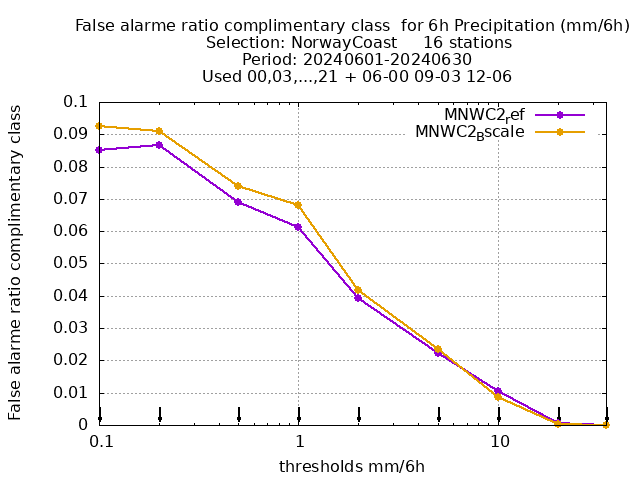 False alarme ratio complimentary class  for 6h Precipitation (mm/6h)
Selection: NorwayCoast     16 stations
Period: 20240601-20240630
Used 00,03,...,21 + 06-00 09-03 12-06
False alarme ratio complimentary class
0.1
0.09
0.08
0.07
0.06
0.05
0.04
0.03
0.02
0.01
0
MNWC2_ref
MNWC2_Bscale
0.1
1
10
thresholds mm/6h